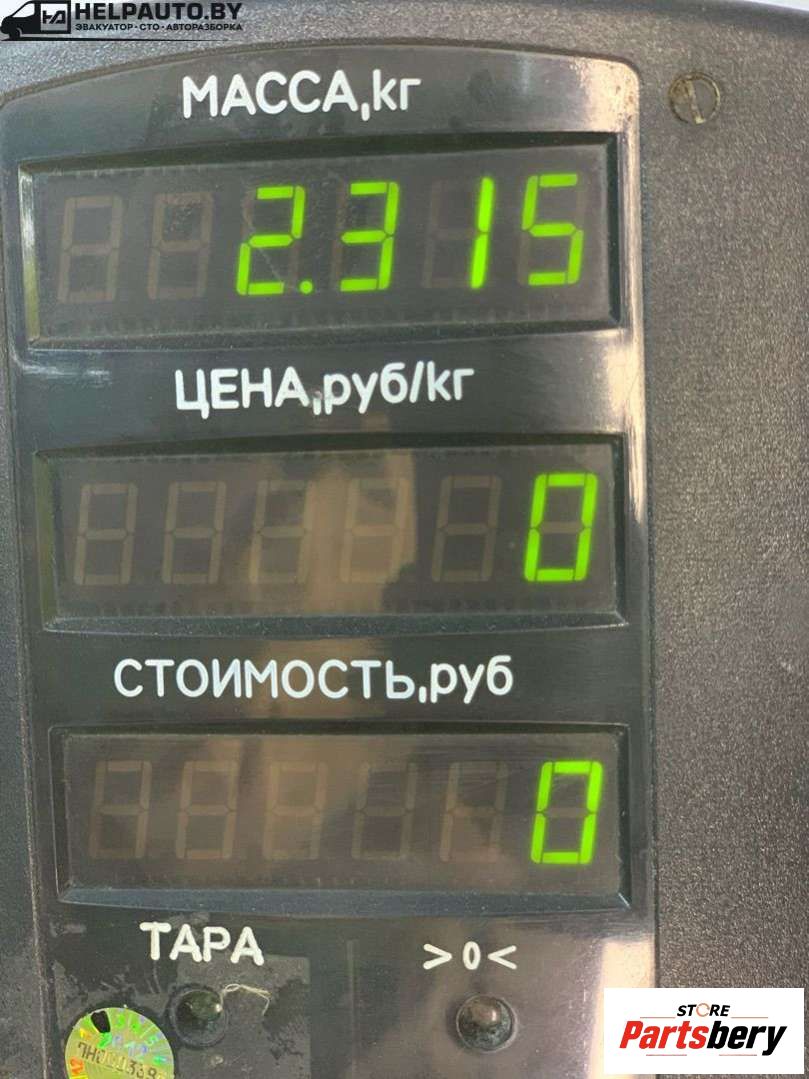 HELPAUTO.BY
ЭВАКУАТОР·СТО·АВТОРАЗБОРКА
МАССА,кг
2.315
ЦЕНА,руб/кг
0
СТОИМОСТЬ,руб
0
ТАРА
>0<
STORE
Partsbery